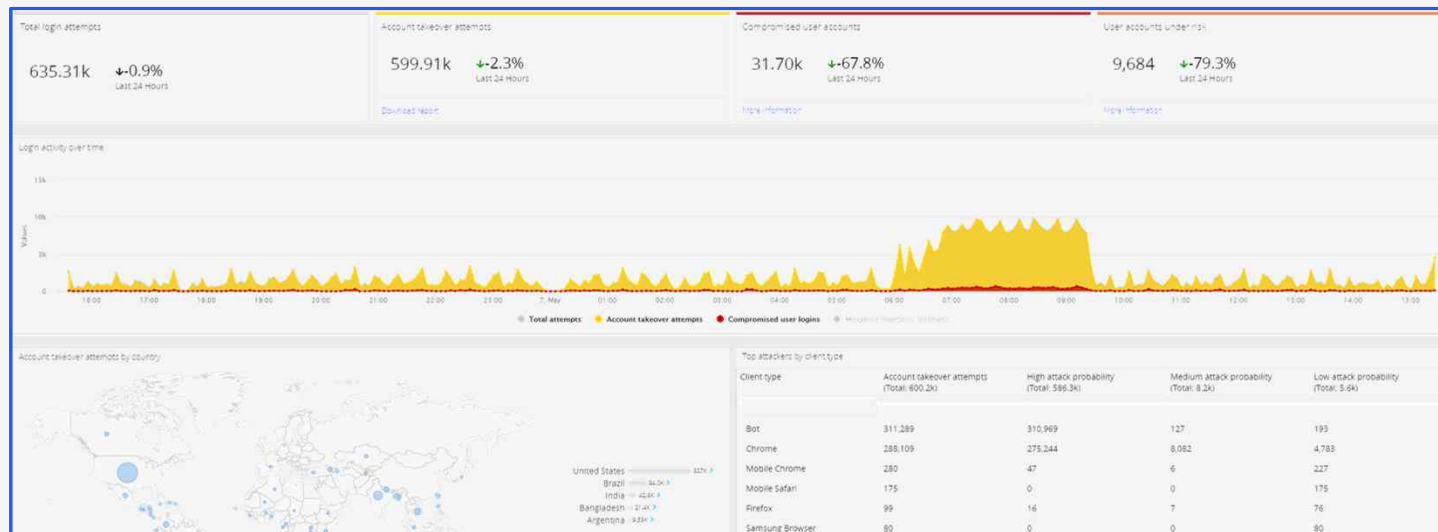 Total login attempts
635.31k
-0.9%
Last 24 Hours
Account takeover attempts
599.91k
-2.3%
Last 24 Hours
Download report
Compromised user accounts
31.70k
-67.8%
Last 24 Hours
More information
User accounts under risk
9,684
-79.3%
Last 24 Hours
More information
Login activity over time
15k
10k
5k
0
Values
16:00 17:00 18:00 19:00 20:00 21:00 22:00 23:00 7. May 01:00 02:00 03:00 04:00 05:00 06:00 07:00 08:00 09:00 10:00 11:00 12:00 13:00 14:00 15:00
Total attempts Account takeover attempts Compromised user logins
Account takeover attempts by country
United States
Brazil
India
Bangladesh
Argentina
Top attackers by client type
Client type Account takeover attempts High attack probability Medium attack probability Low attack probability
(Total: 600.2k) (Total: 586.3k) (Total: 8.2k) (Total: 5.6k)
Bot 311,289 310,969 127 193
Chrome 288,109 275,244 8,082 4,783
Mobile Chrome 280 47 6 227
Mobile Safari 175 0 0 175
Firefox 99 16 7 76
Samsung Browser 80 0 0 80